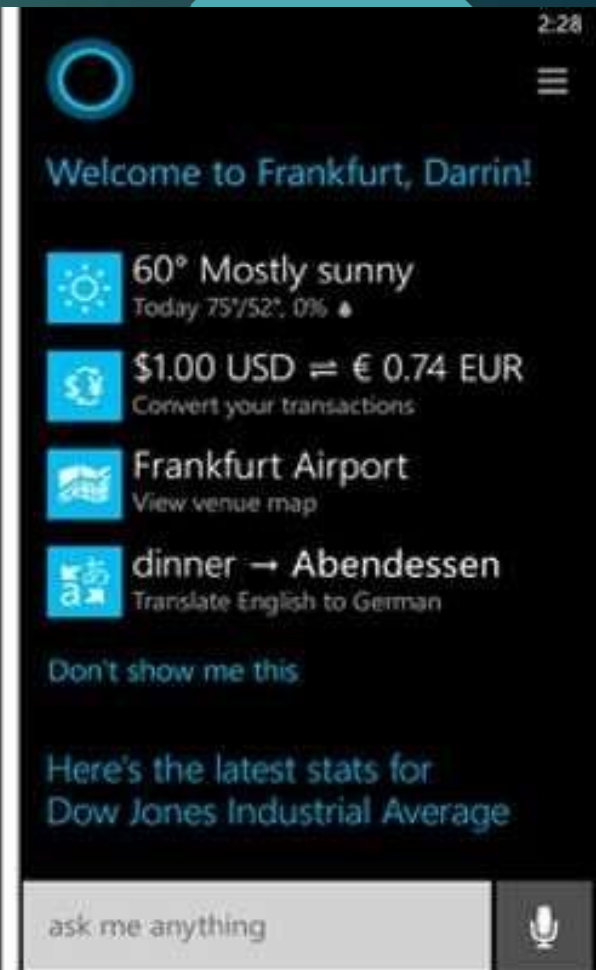 2:28
Welcome to Frankfurt, Darrin!
60° Mostly sunny
Today 75°/52°, 0%
$1.00 USD ⇌ € 0.74 EUR
Convert your transactions
Frankfurt Airport
View venue map
dinner → Abendessen
Translate English to German
Don't show me this
Here's the latest stats for
Dow Jones Industrial Average
ask me anything